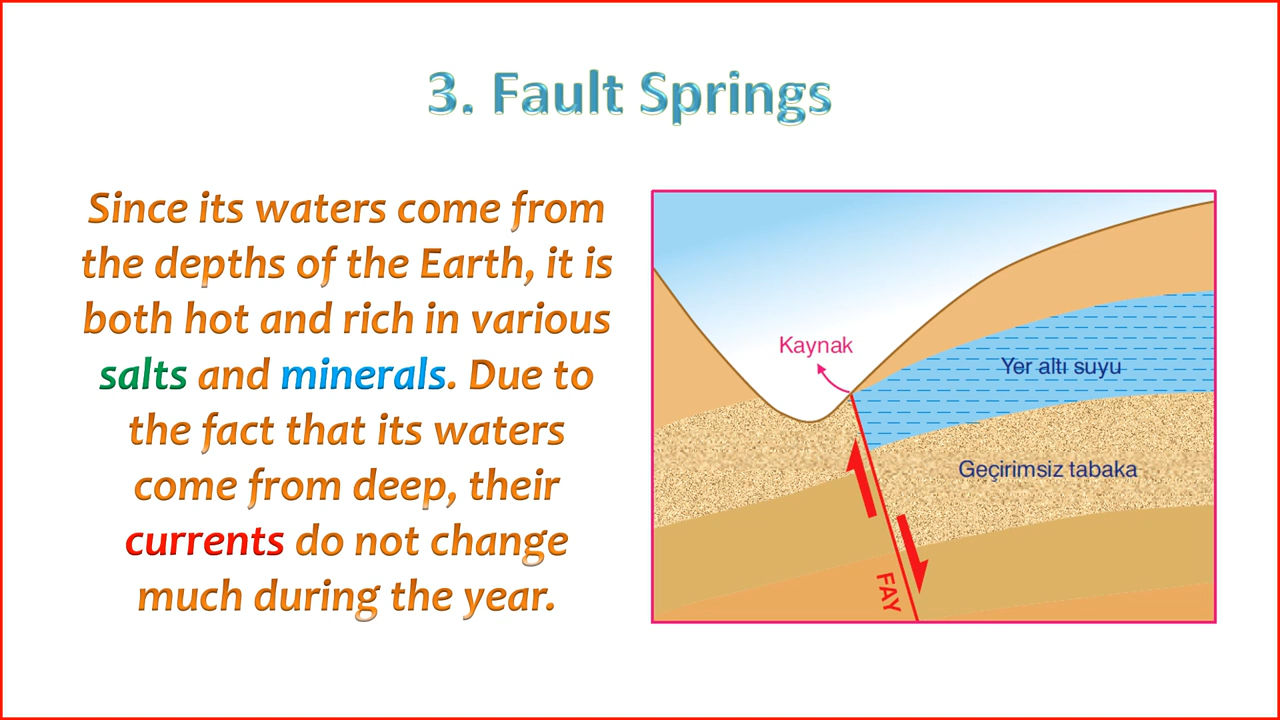 3. Fault Springs
Since its waters come from
the depths of the Earth, it is
both hot and rich in various
salts and minerals. Due to
the fact that its waters
come from deep, their
currents do not change
much during the year.
Kaynak
Yer altı suyu
Geçirimsiz tabaka
FAY